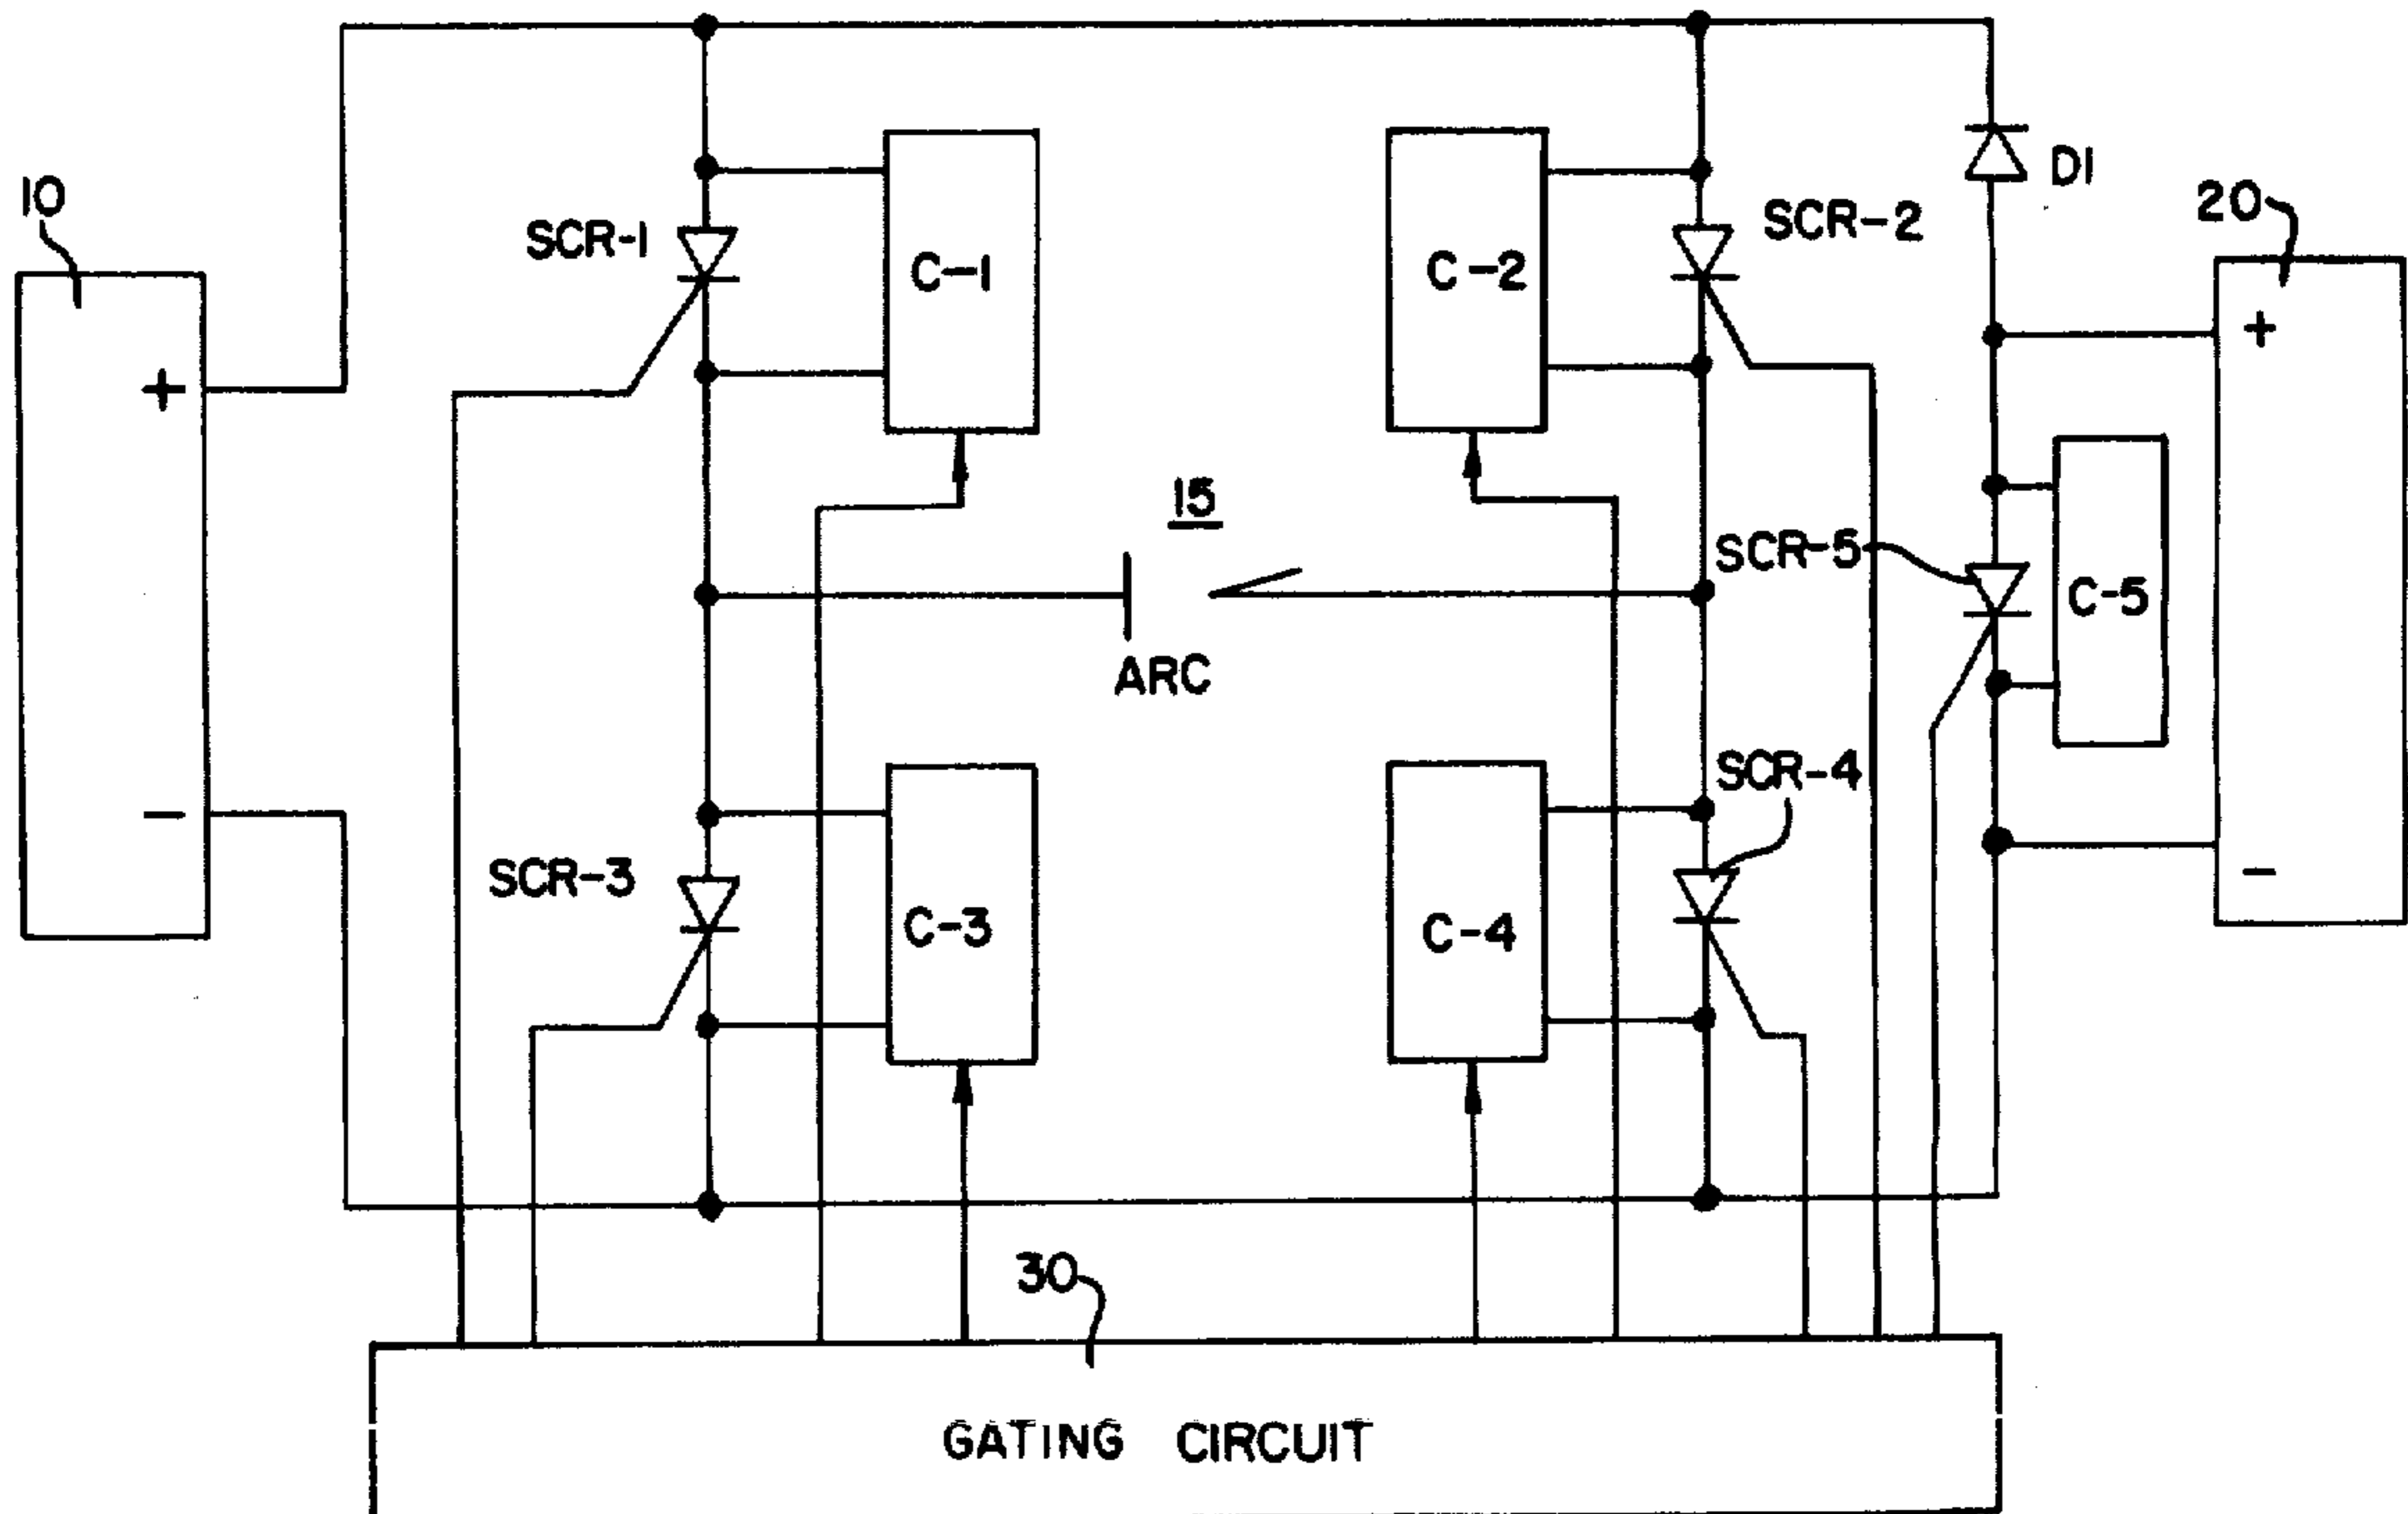 10
+
−
SCR-1
C-1
C-2
SCR-2
D1
20
+
−
15
ARC
SCR-5
C-5
SCR-3
C-3
C-4
SCR-4
30
GATING CIRCUIT